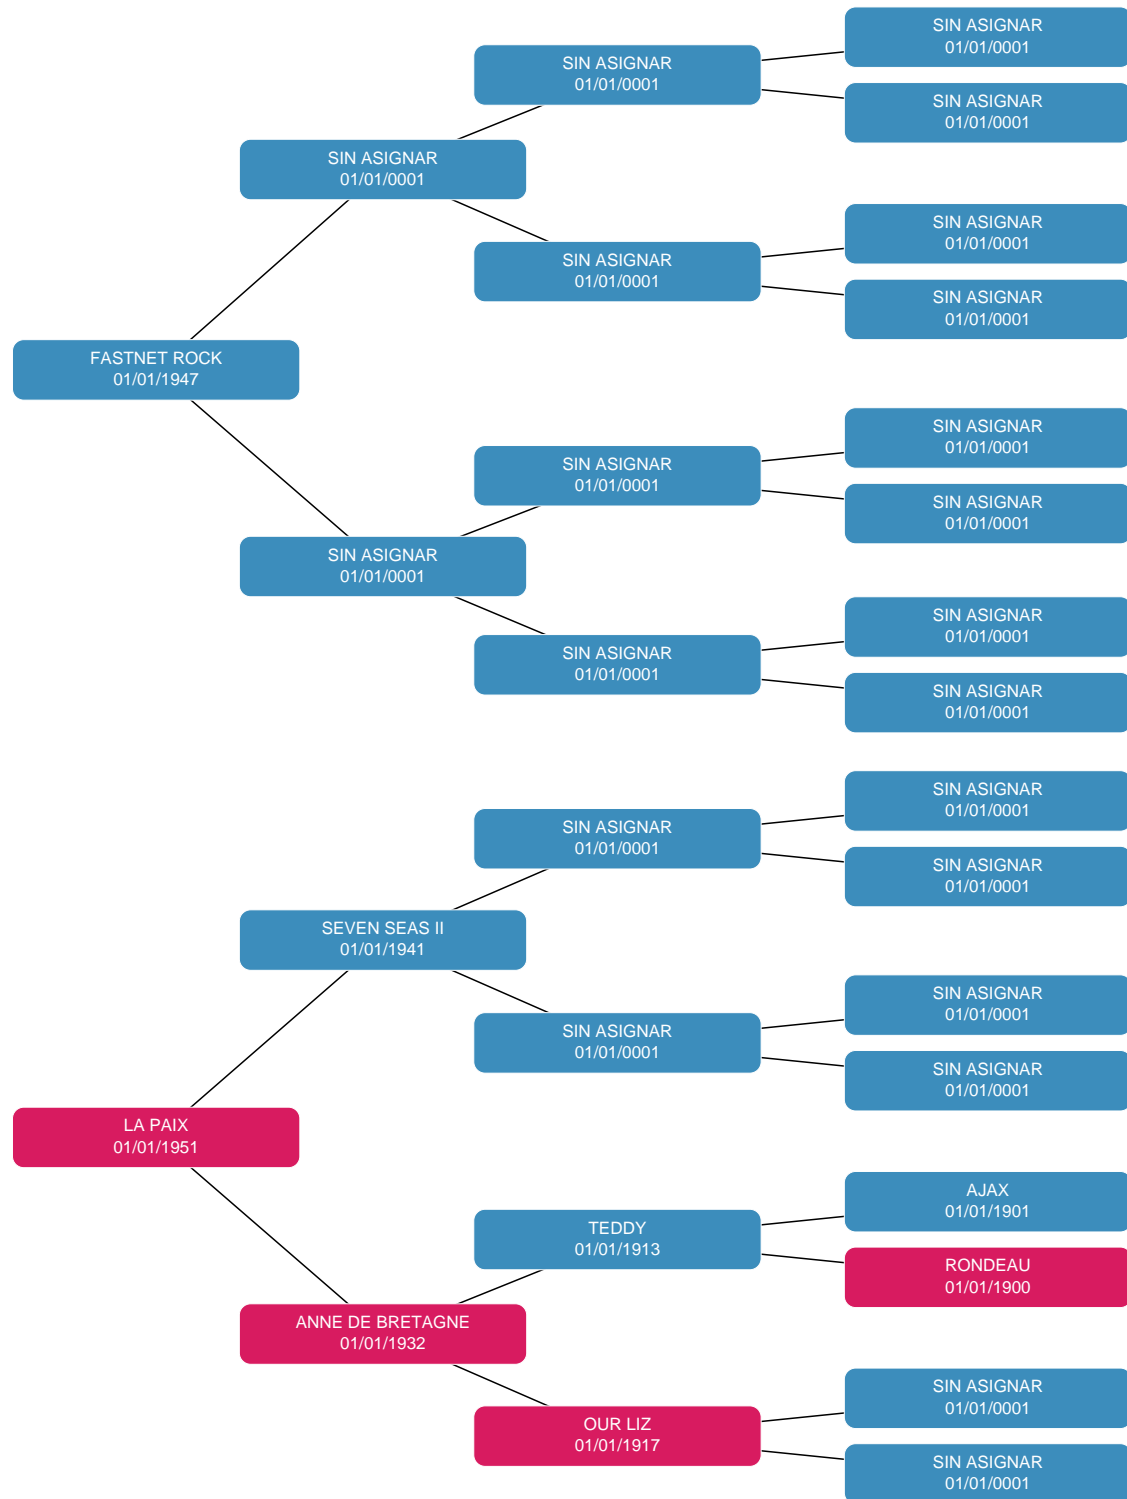 SIN ASIGNAR
01/01/0001
SIN ASIGNAR
01/01/0001
SIN ASIGNAR
01/01/0001
SIN ASIGNAR
01/01/0001
SIN ASIGNAR
01/01/0001
SIN ASIGNAR
01/01/0001
SIN ASIGNAR
01/01/0001
FASTNET ROCK
01/01/1947
SIN ASIGNAR
01/01/0001
SIN ASIGNAR
01/01/0001
SIN ASIGNAR
01/01/0001
SIN ASIGNAR
01/01/0001
SIN ASIGNAR
01/01/0001
SIN ASIGNAR
01/01/0001
SIN ASIGNAR
01/01/0001
SIN ASIGNAR
01/01/0001
SIN ASIGNAR
01/01/0001
SIN ASIGNAR
01/01/0001
SEVEN SEAS II
01/01/1941
SIN ASIGNAR
01/01/0001
SIN ASIGNAR
01/01/0001
SIN ASIGNAR
01/01/0001
LA PAIX
01/01/1951
AJAX
01/01/1901
TEDDY
01/01/1913
RONDEAU
01/01/1900
ANNE DE BRETAGNE
01/01/1932
SIN ASIGNAR
01/01/0001
OUR LIZ
01/01/1917
SIN ASIGNAR
01/01/0001